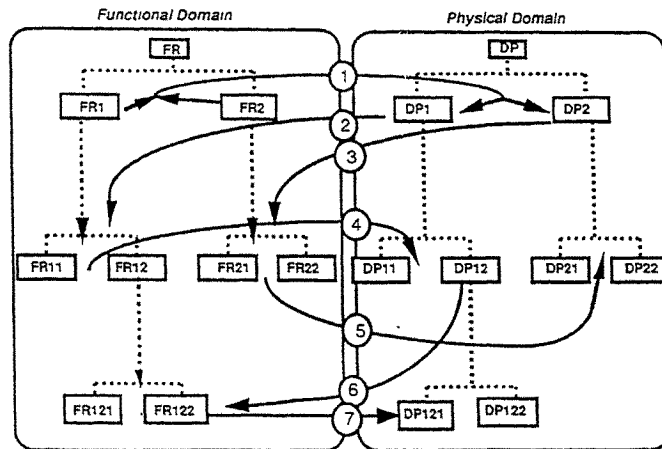 Functional Domain Physical Domain
FR DP
1
FR1 FR2 DP1 DP2
2
3
4
FR11 FR12 FR21 FR22 DP11 DP12 DP21 DP22
5
6
FR121 FR122 7 DP121 DP122